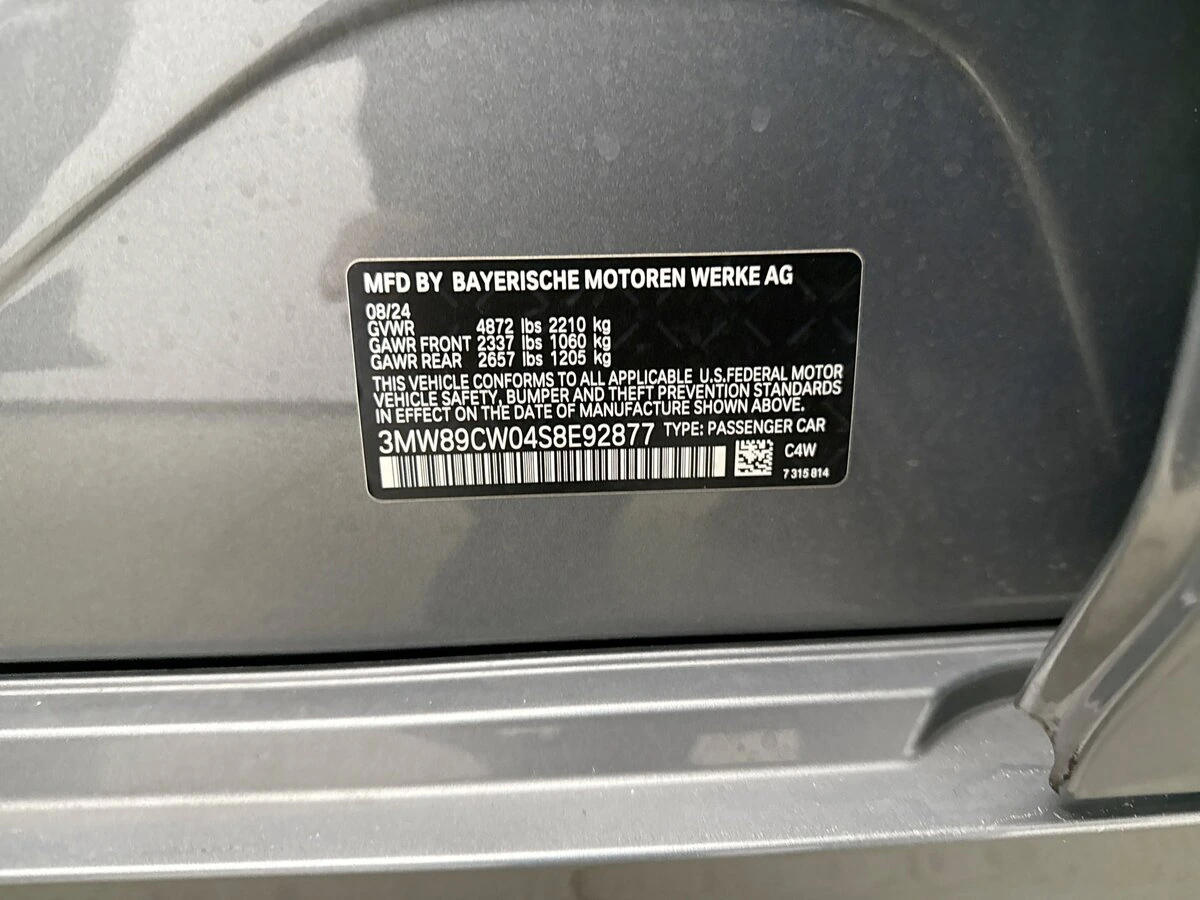 MFD BY BAYERISCHE MOTOREN WERKE AG
08/24
GVWR 4872 lbs 2210 kg
GAWR FRONT 2337 lbs 1060 kg
GAWR REAR 2657 lbs 1205 kg
THIS VEHICLE CONFORMS TO ALL APPLICABLE U.S.FEDERAL MOTOR
VEHICLE SAFETY, BUMPER AND THEFT PREVENTION STANDARDS
IN EFFECT ON THE DATE OF MANUFACTURE SHOWN ABOVE.
3MW89CW04S8E92877 TYPE: PASSENGER CAR
C4W
7 315 814